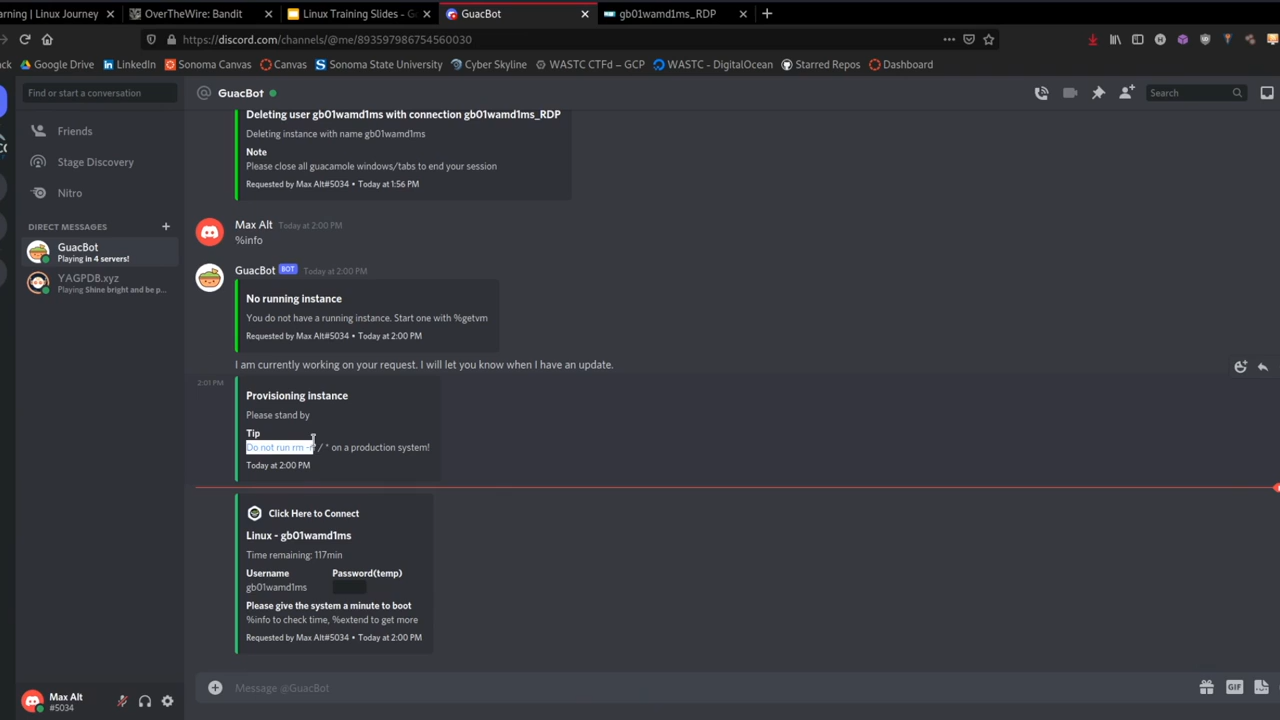 arning | Linux Journey
OverTheWire: Bandit
Linux Training Slides - G
GuacBot
gb01wamd1ms_RDP
https://discord.com/channels/@me/893597986754560030
ck
Google Drive
LinkedIn
Sonoma Canvas
Canvas
Sonoma State University
Cyber Skyline
WASTC CTFd – GCP
WASTC - DigitalOcean
Starred Repos
Dashboard
Find or start a conversation
@ GuacBot
Search
Friends
Stage Discovery
Nitro
DIRECT MESSAGES
GuacBot
Playing in 4 servers!
YAGPDB.xyz
Playing Shine bright and be p...
Deleting user gb01wamd1ms with connection gb01wamd1ms_RDP
Deleting instance with name gb01wamd1ms
Note
Please close all guacamole windows/tabs to end your session
Requested by Max Alt#5034 • Today at 1:56 PM
Max Alt Today at 2:00 PM
%info
GuacBot BOT Today at 2:00 PM
No running instance
You do not have a running instance. Start one with %getvm
Requested by Max Alt#5034 • Today at 2:00 PM
I am currently working on your request. I will let you know when I have an update.
2:01 PM
Provisioning instance
Please stand by
Tip
Do not run rm / * on a production system!
Today at 2:00 PM
Click Here to Connect
Linux - gb01wamd1ms
Time remaining: 117min
Username Password(temp)
gb01wamd1ms
Please give the system a minute to boot
%info to check time, %extend to get more
Requested by Max Alt#5034 • Today at 2:00 PM
Max Alt
#5034
Message @GuacBot
GIF